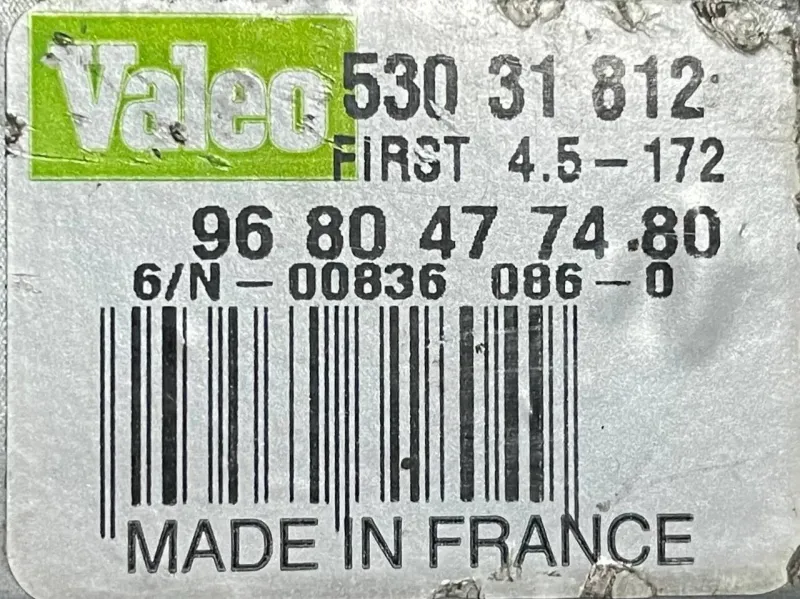 Valeo
530 31 812
FIRST 4.5-172
96 80 47 74 80
6/N-00836 086-0
MADE IN FRANCE